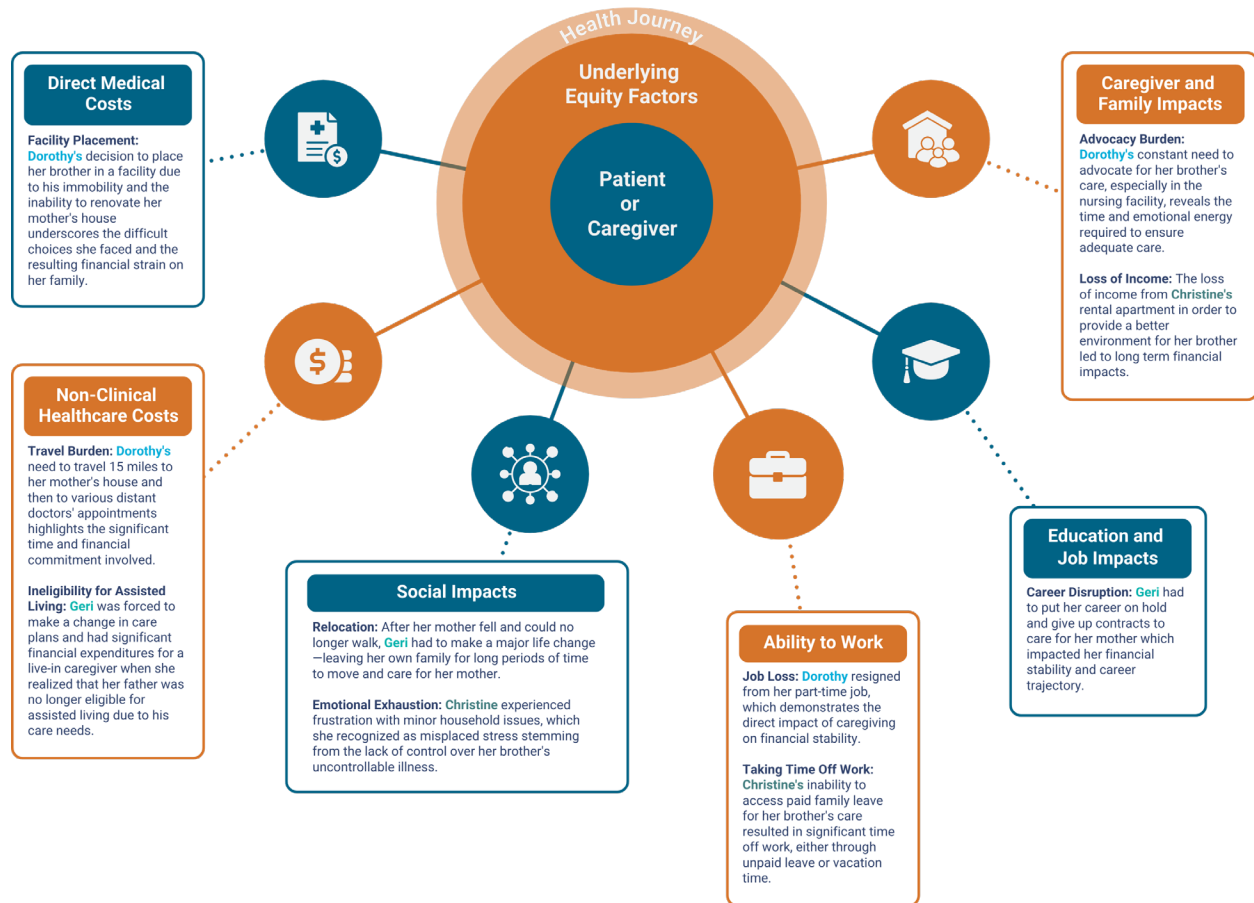 Health Journey
Underlying
Equity Factors
Patient
or
Caregiver
Direct Medical
Costs
Facility Placement:
Dorothy's decision to place
her brother in a facility due
to his immobility and the
inability to renovate her
mother's house
underscores the difficult
choices she faced and the
resulting financial strain on
her family.
Non-Clinical
Healthcare Costs
Travel Burden: Dorothy's
need to travel 15 miles to
her mother's house and
then to various distant
doctors' appointments
highlights the significant
time and financial
commitment involved.
Ineligibility for Assisted
Living: Geri was forced to
make a change in care
plans and had significant
financial expenditures for a
live-in caregiver when she
realized that her father was
no longer eligible for
assisted living due to his
care needs.
Social Impacts
Relocation: After her mother fell and could no
longer walk, Geri had to make a major life change
—leaving her own family for long periods of time
to move and care for her mother.
Emotional Exhaustion: Christine experienced
frustration with minor household issues, which
she recognized as misplaced stress stemming
from the lack of control over her brother's
uncontrollable illness.
Ability to Work
Job Loss: Dorothy resigned
from her part-time job,
which demonstrates the
direct impact of caregiving
on financial stability.
Taking Time Off Work:
Christine's inability to
access paid family leave
for her brother's care
resulted in significant time
off work, either through
unpaid leave or vacation
time.
Education and
Job Impacts
Career Disruption: Geri had
to put her career on hold
and give up contracts to
care for her mother which
impacted her financial
stability and career
trajectory.
Caregiver and
Family Impacts
Advocacy Burden:
Dorothy's constant need to
advocate for her brother's
care, especially in the
nursing facility, reveals the
time and emotional energy
required to ensure
adequate care.
Loss of Income: The loss
of income from Christine's
rental apartment in order to
provide a better
environment for her brother
led to long term financial
impacts.